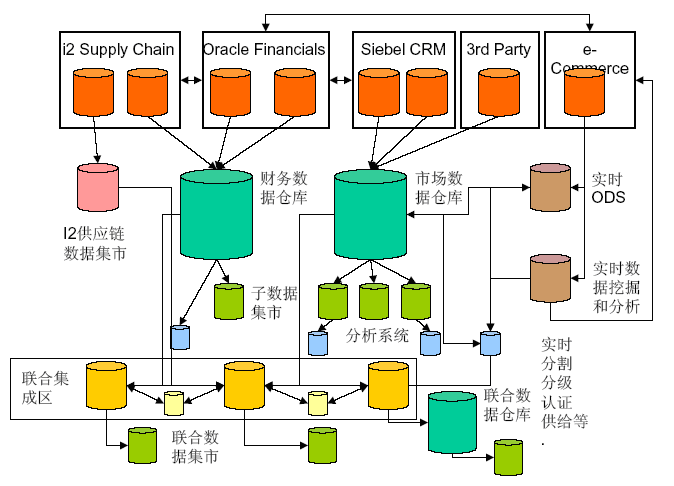 i2 Supply Chain
Oracle Financials
Siebel CRM
3rd Party
e-
Commerce
财务数
据仓库
市场数
据仓库
实时
ODS
I2供应链
数据集市
子数据
集市
实时数
据挖掘
和分析
分析系统
实时
分割
分级
认证
供给等
.
联合集
成区
联合数
据仓库
联合数
据集市